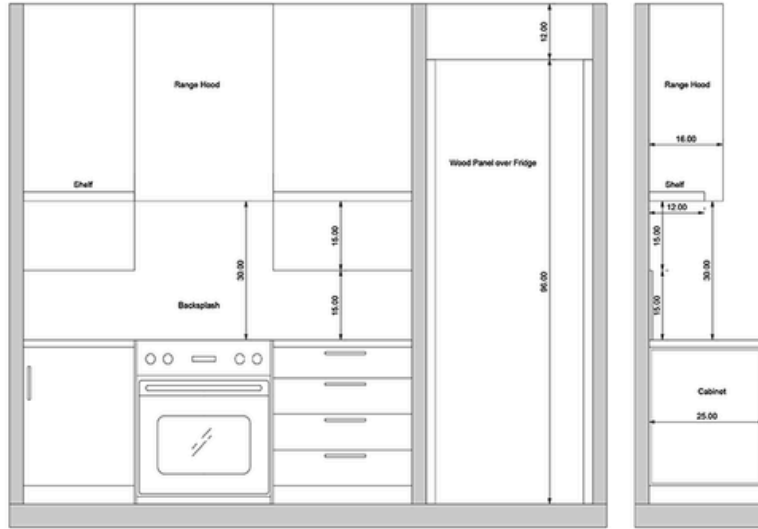 12.00
Range Hood
Range Hood
16.00
Wood Panel over Fridge
Shelf
Shelf
12.00
15.00
15.00
30.00
30.00
96.00
Backsplash
15.00
15.00
Cabinet
25.00